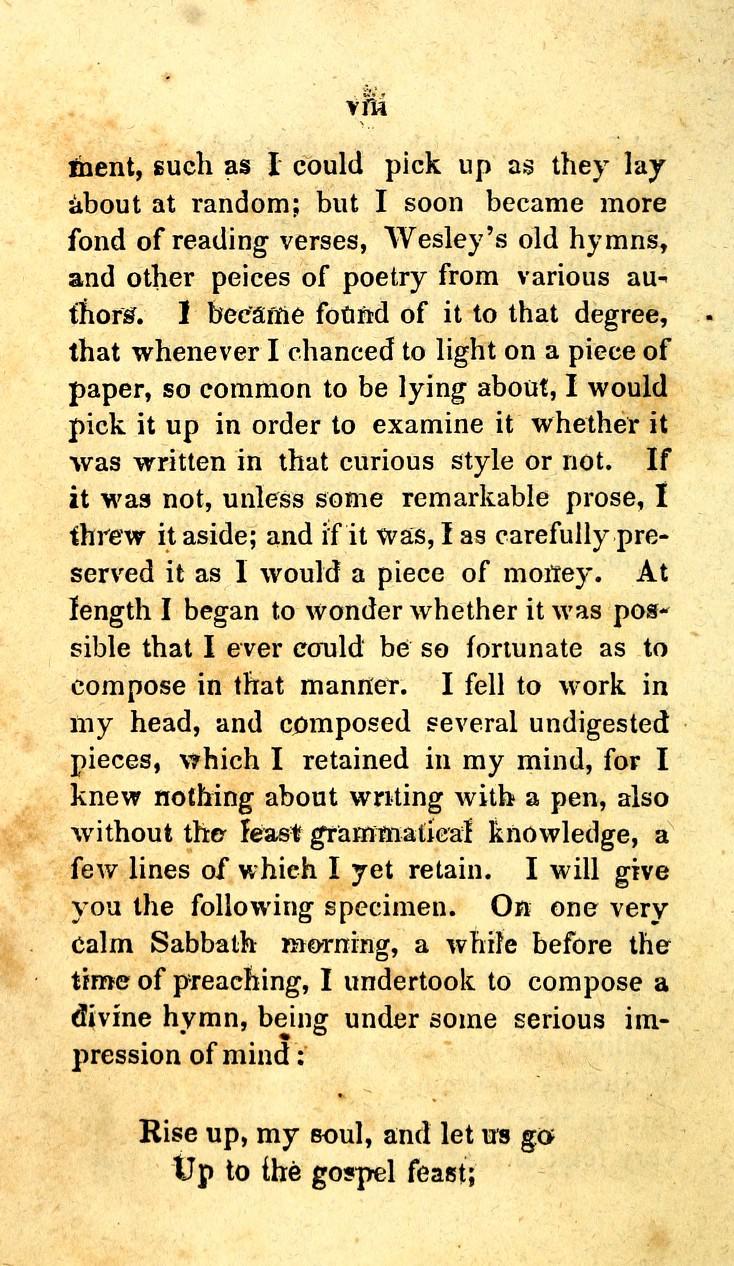 viii
ment, such as I could pick up as they lay
about at random; but I soon became more
fond of reading verses, Wesley's old hymns,
and other peices of poetry from various au-
thors. I became found of it to that degree,
that whenever I chanced to light on a piece of
paper, so common to be lying about, I would
pick it up in order to examine it whether it
was written in that curious style or not. If
it was not, unless some remarkable prose, I
threw it aside; and if it was, I as carefully pre-
served it as I would a piece of money. At
length I began to wonder whether it was pos-
sible that I ever could be so fortunate as to
compose in that manner. I fell to work in
my head, and composed several undigested
pieces, which I retained in my mind, for I
knew nothing about writing with a pen, also
without the least grammatical knowledge, a
few lines of which I yet retain. I will give
you the following specimen. On one very
calm Sabbath morning, a while before the
time of preaching, I undertook to compose a
divine hymn, being under some serious im-
pression of mind:
Rise up, my soul, and let us go
Up to the gospel feast;